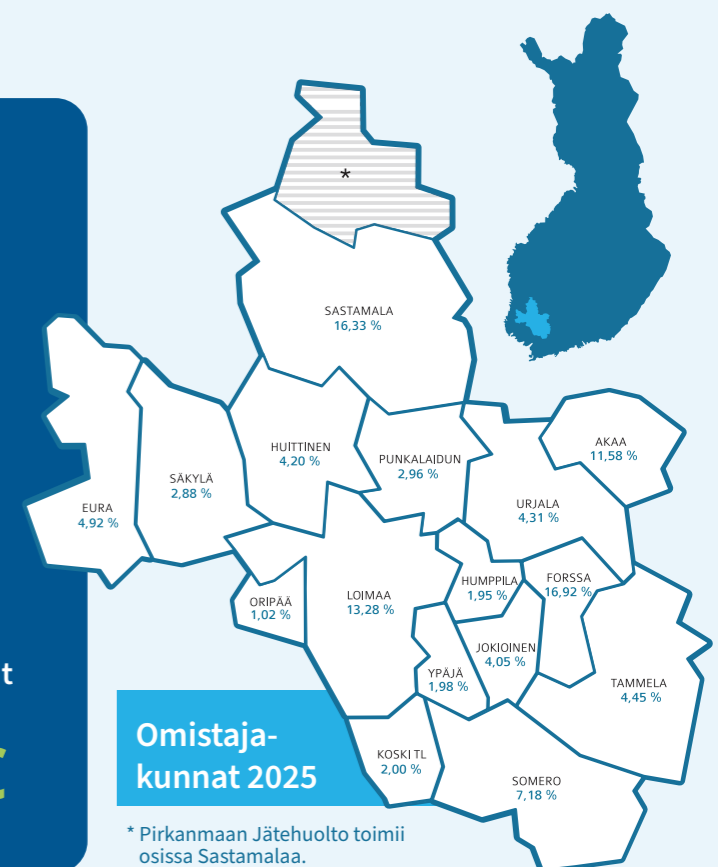 *
SASTAMALA
16,33 %
HUITTINEN
4,20 %
PUNKALAIDUN
2,96 %
AKAA
11,58 %
SÄKYLÄ
2,88 %
EURA
4,92 %
URJALA
4,31 %
ORIPÄÄ
1,02 %
LOIMAA
13,28 %
HUMPPILA
1,95 %
FORSSA
16,92 %
JOKIOINEN
4,05 %
YPÄJÄ
1,98 %
TAMMELA
4,45 %
t
KOSKI TL
2,00 %
SOMERO
7,18 %
Omistaja-
kunnat 2025
* Pirkanmaan Jätehuolto toimii
osissa Sastamalaa.